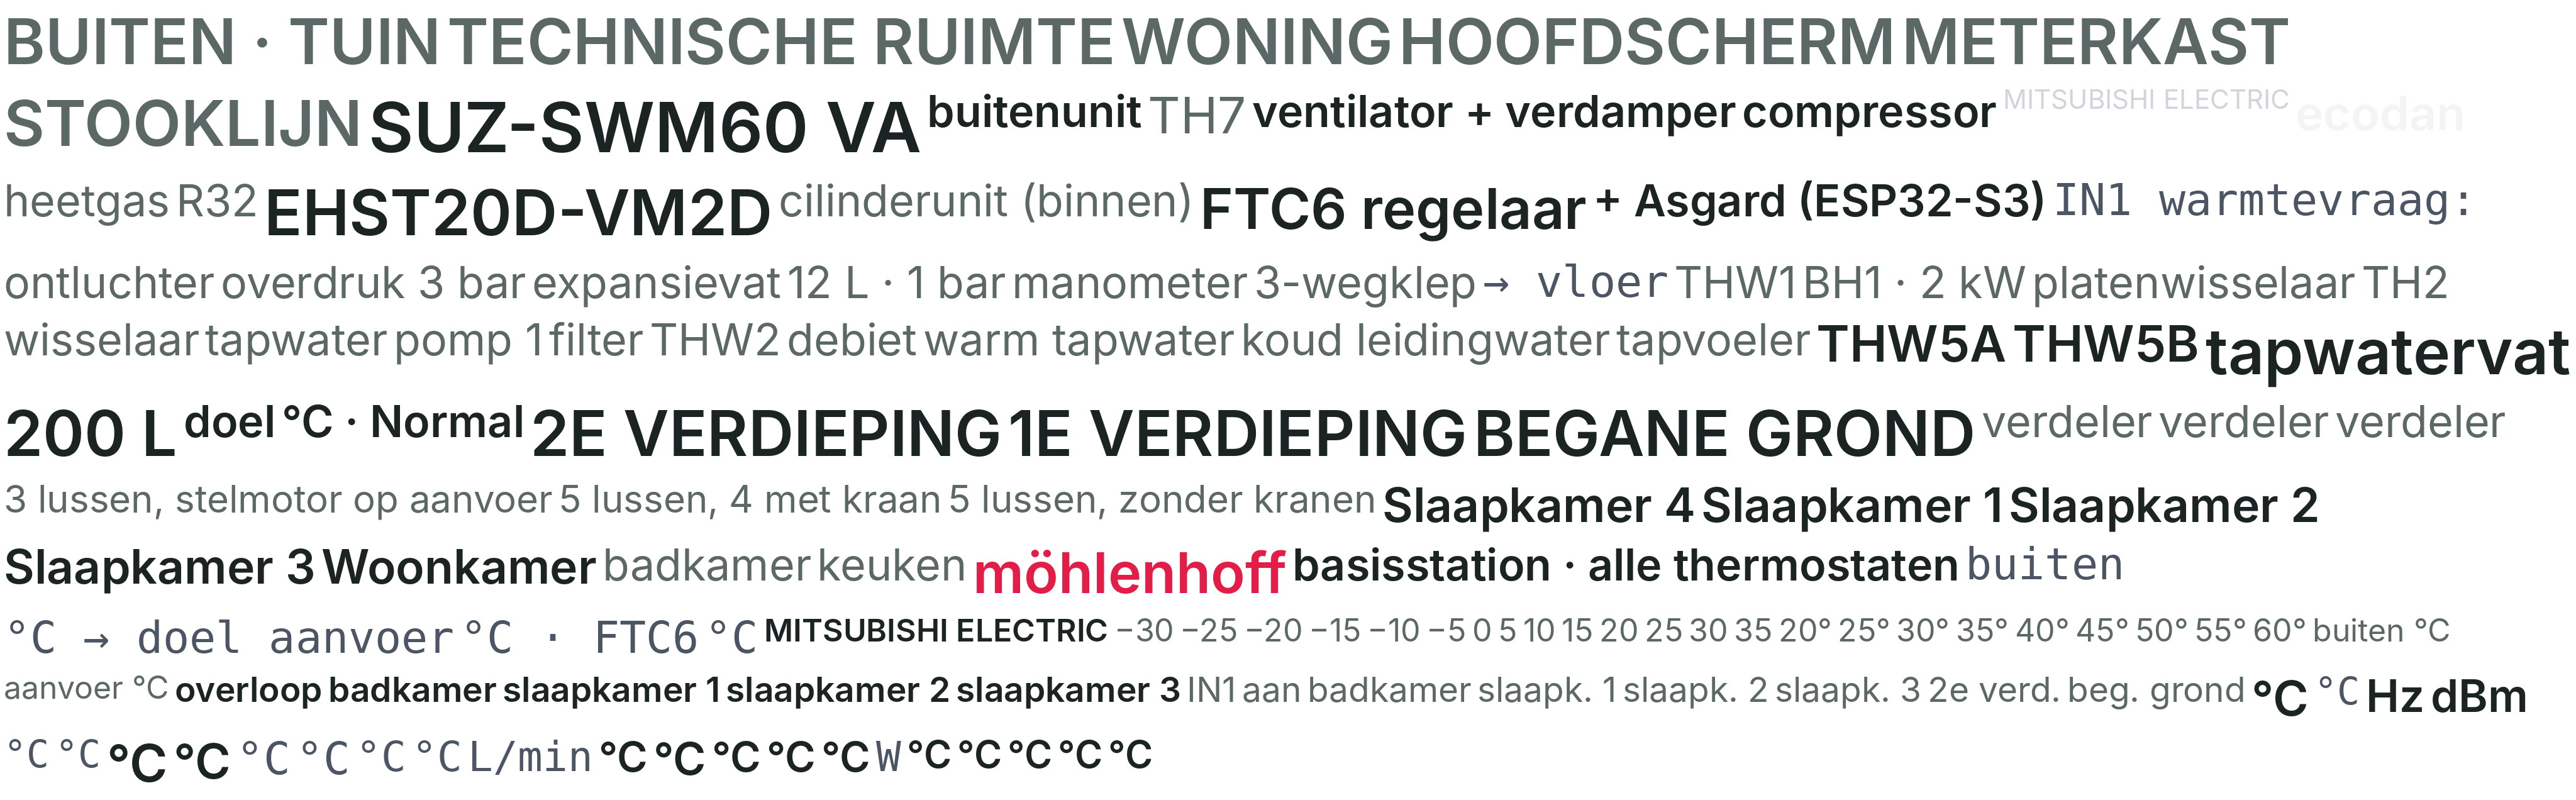 BUITEN · TUIN TECHNISCHE RUIMTE WONING HOOFDSCHERM METERKAST
STOOKLIJN SUZ-SWM60 VA buitenunit TH7 ventilator + verdamper compressor MITSUBISHI ELECTRIC ecodan
heetgas R32 EHST20D-VM2D cilinderunit (binnen) FTC6 regelaar + Asgard (ESP32-S3) IN1 warmtevraag:
ontluchter overdruk 3 bar expansievat 12 L · 1 bar manometer 3-wegklep → vloer THW1 BH1 · 2 kW platenwisselaar TH2
wisselaar tapwater pomp 1 filter THW2 debiet warm tapwater koud leidingwater tapvoeler THW5A THW5B tapwatervat
200 L doel °C · Normal 2E VERDIEPING 1E VERDIEPING BEGANE GROND verdeler verdeler verdeler
3 lussen, stelmotor op aanvoer 5 lussen, 4 met kraan 5 lussen, zonder kranen Slaapkamer 4 Slaapkamer 1 Slaapkamer 2
Slaapkamer 3 Woonkamer badkamer keuken möhlenhoff basisstation · alle thermostaten buiten
°C → doel aanvoer °C · FTC6 °C MITSUBISHI ELECTRIC −30 −25 −20 −15 −10 −5 0 5 10 15 20 25 30 35 20° 25° 30° 35° 40° 45° 50° 55° 60° buiten °C
aanvoer °C overloop badkamer slaapkamer 1 slaapkamer 2 slaapkamer 3 IN1 aan badkamer slaapk. 1 slaapk. 2 slaapk. 3 2e verd. beg. grond °C °C Hz dBm
°C °C °C °C °C °C °C °C L/min °C °C °C °C °C W °C °C °C °C °C